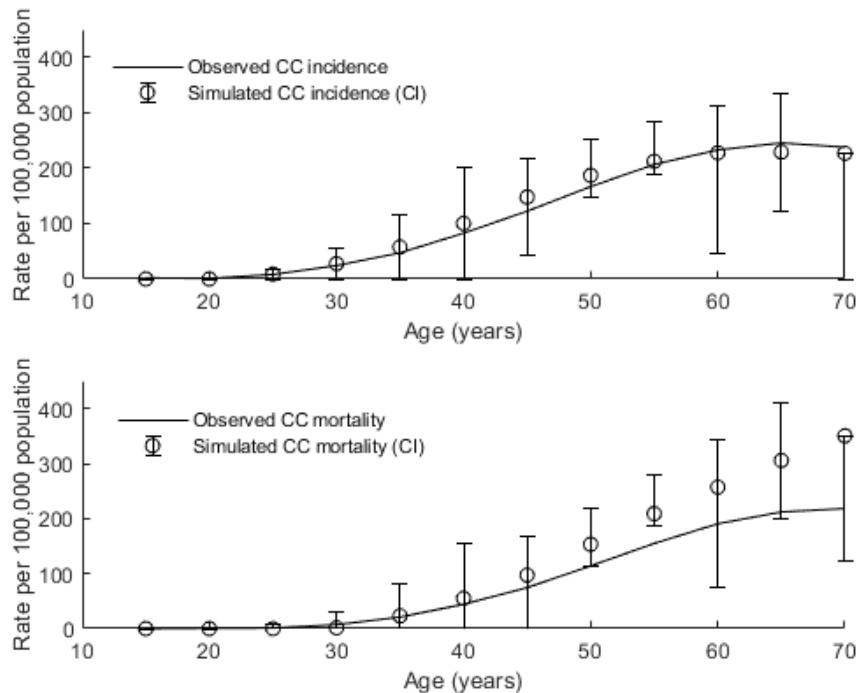 Rate per 100,000 population
400
300
200
100
0
Observed CC incidence
Simulated CC incidence (CI)
10 20 30 40 50 60 70
Age (years)
Rate per 100,000 population
400
300
200
100
0
Observed CC mortality
Simulated CC mortality (CI)
10 20 30 40 50 60 70
Age (years)